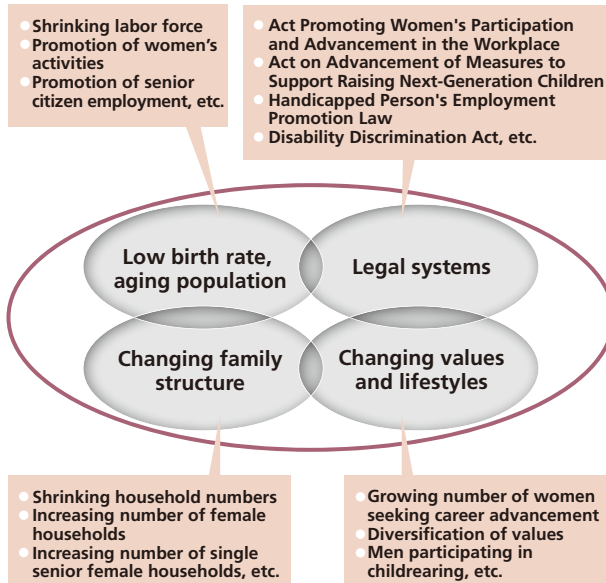 Shrinking labor force
Promotion of women's
activities
Promotion of senior
citizen employment, etc.
Act Promoting Women's Participation
and Advancement in the Workplace
Act on Advancement of Measures to
Support Raising Next-Generation Children
Handicapped Person's Employment
Promotion Law
Disability Discrimination Act, etc.
Low birth rate,
aging population
Legal systems
Changing family
structure
Changing values
and lifestyles
Shrinking household numbers
Increasing number of female
households
Increasing number of single
senior female households, etc.
Growing number of women
seeking career advancement
Diversification of values
Men participating in
childrearing, etc.